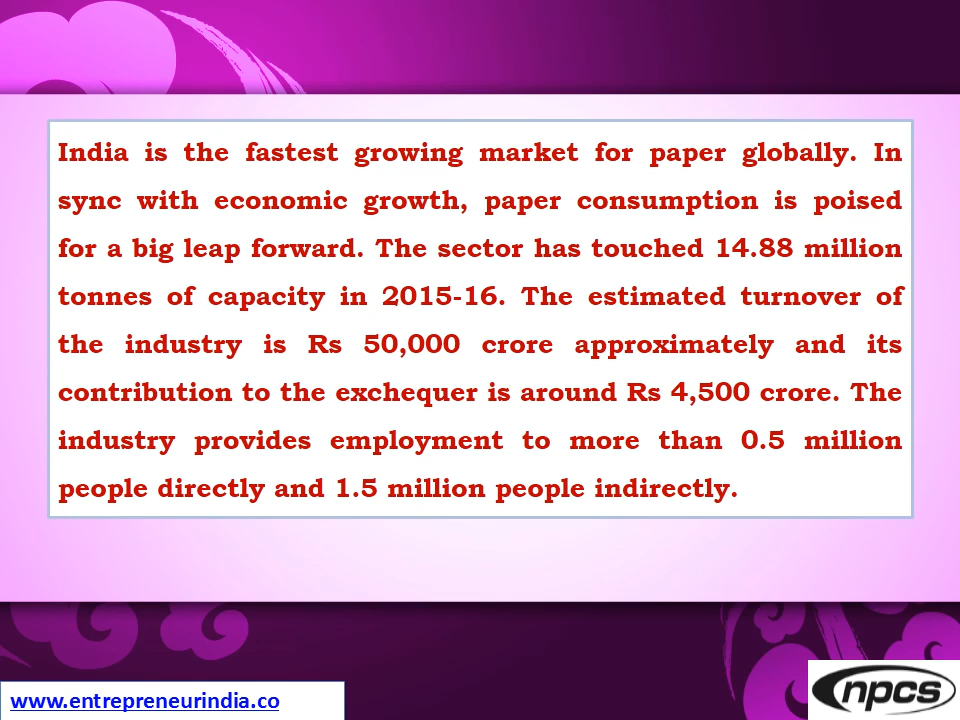 India is the fastest growing market for paper globally. In
sync with economic growth, paper consumption is poised
for a big leap forward. The sector has touched 14.88 million
tonnes of capacity in 2015-16. The estimated turnover of
the industry is Rs 50,000 crore approximately and its
contribution to the exchequer is around Rs 4,500 crore. The
industry provides employment to more than 0.5 million
people directly and 1.5 million people indirectly.
www.entrepreneurindia.co
npcs